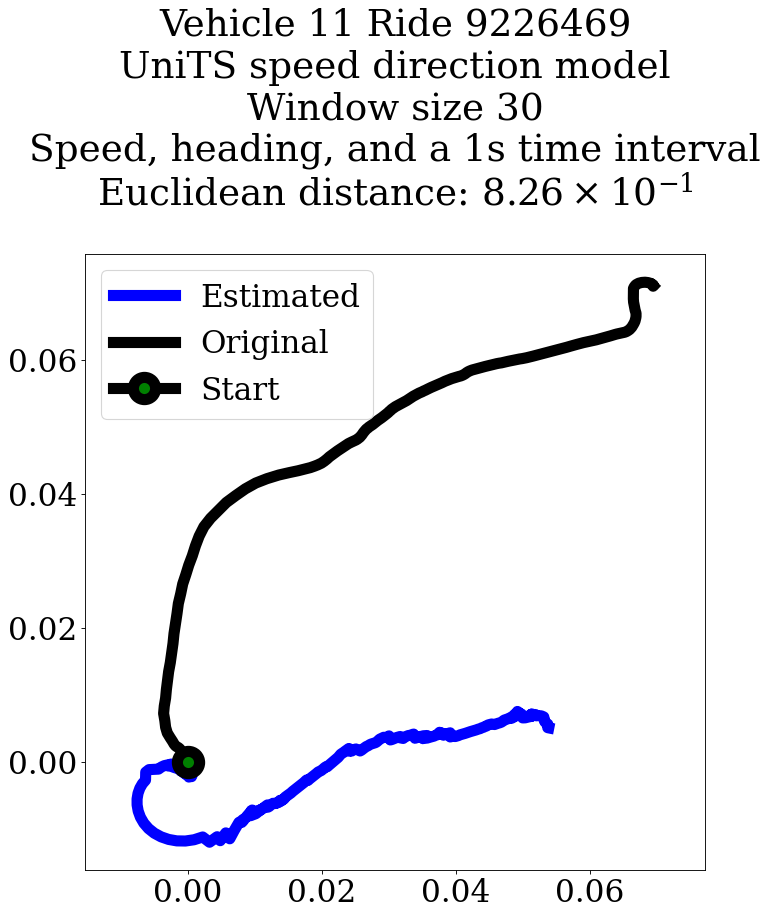 Vehicle 11 Ride 9226469
UniTS speed direction model
Window size 30
Speed, heading, and a 1s time interval
Euclidean distance: 8.26 × 10⁻¹
Estimated
Original
Start
0.06
0.04
0.02
0.00
0.00 0.02 0.04 0.06